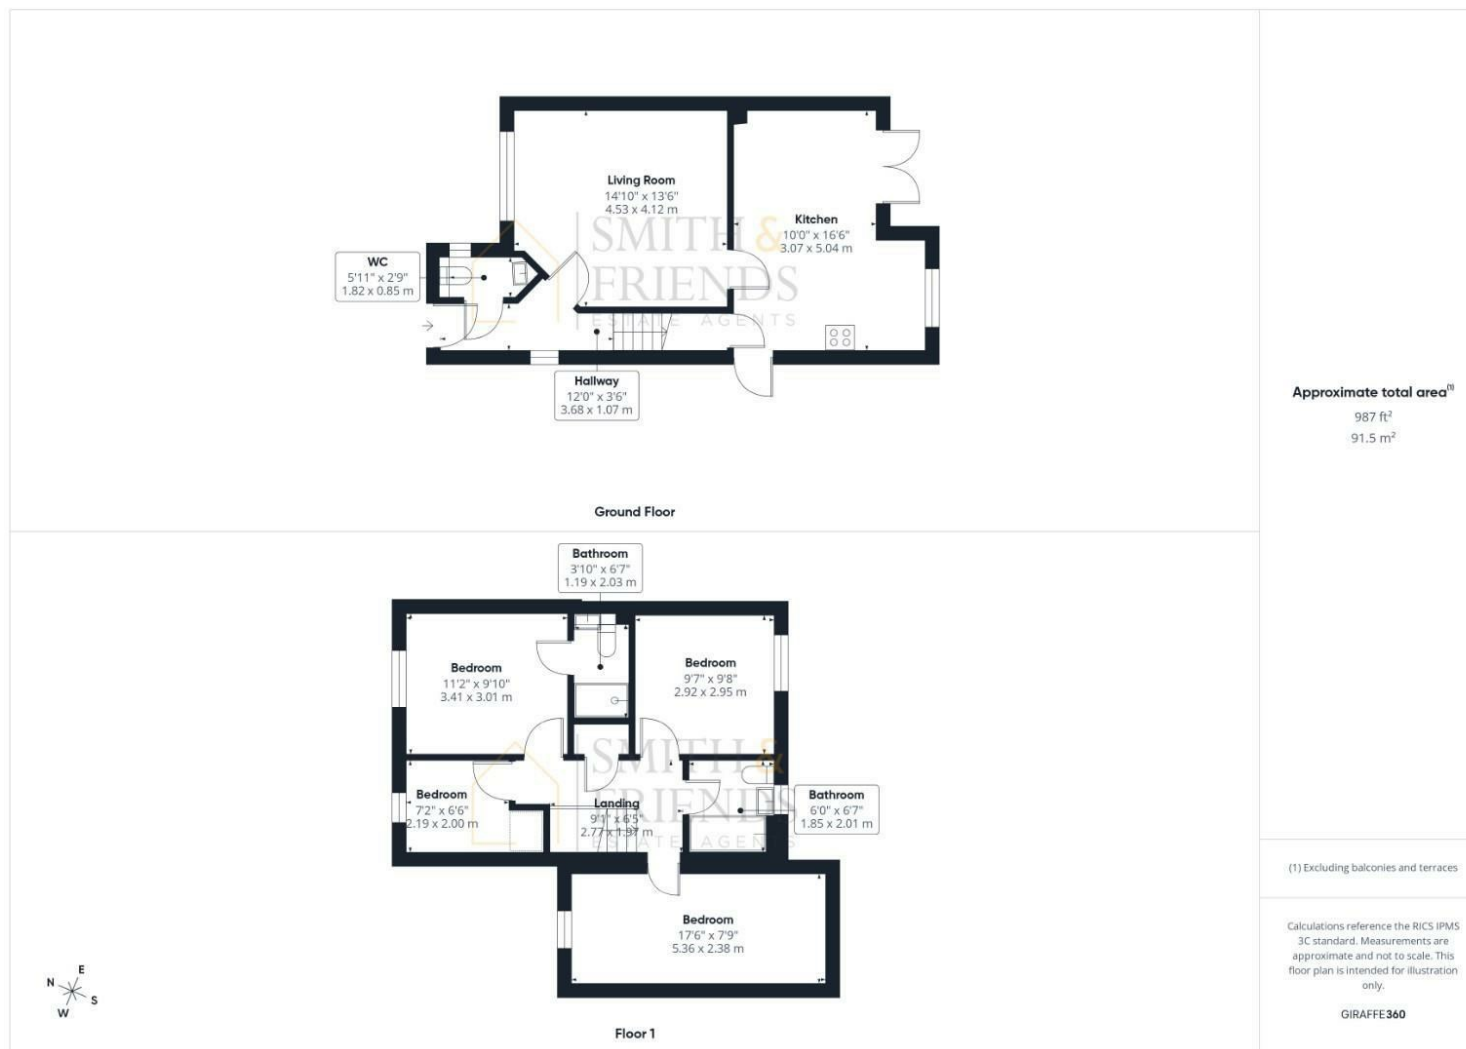 Living Room
14'10" x 13'6"
4.53 x 4.12 m
Kitchen
10'0" x 16'6"
3.07 x 5.04 m
SMITH &
FRIENDS
ESTATE AGENTS
WC
5'11" x 2'9"
1.82 x 0.85 m
Hallway
12'0" x 3'6"
3.68 x 1.07 m
Ground Floor
Approximate total area(1)
987 ft²
91.5 m²
Bathroom
3'10" x 6'7"
1.19 x 2.03 m
Bedroom
11'2" x 9'10"
3.41 x 3.01 m
Bedroom
9'7" x 9'8"
2.92 x 2.95 m
SMITH &
FRIENDS
ESTATE AGENTS
Bedroom
7'2" x 6'6"
2.19 x 2.00 m
Landing
9'1" x 6'5"
2.77 x 1.97 m
Bathroom
6'0" x 6'7"
1.85 x 2.01 m
Bedroom
17'6" x 7'9"
5.36 x 2.38 m
N E
W S
Floor 1
(1) Excluding balconies and terraces
Calculations reference the RICS IPMS
3C standard. Measurements are
approximate and not to scale. This
floor plan is intended for illustration
only.
GIRAFFE360